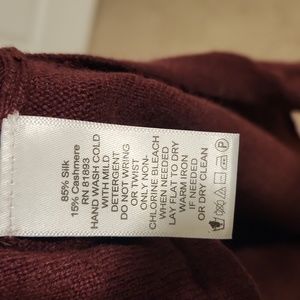 85% Silk
15% Cashmere
RN 81893
HAND WASH COLD
WITH MILD
DETERGENT
DO NOT WRING
OR TWIST
ONLY NON-
CHLORINE BLEACH
WHEN NEEDED
LAY FLAT TO DRY
WARM IRON
IF NEEDED
OR DRY CLEAN
P